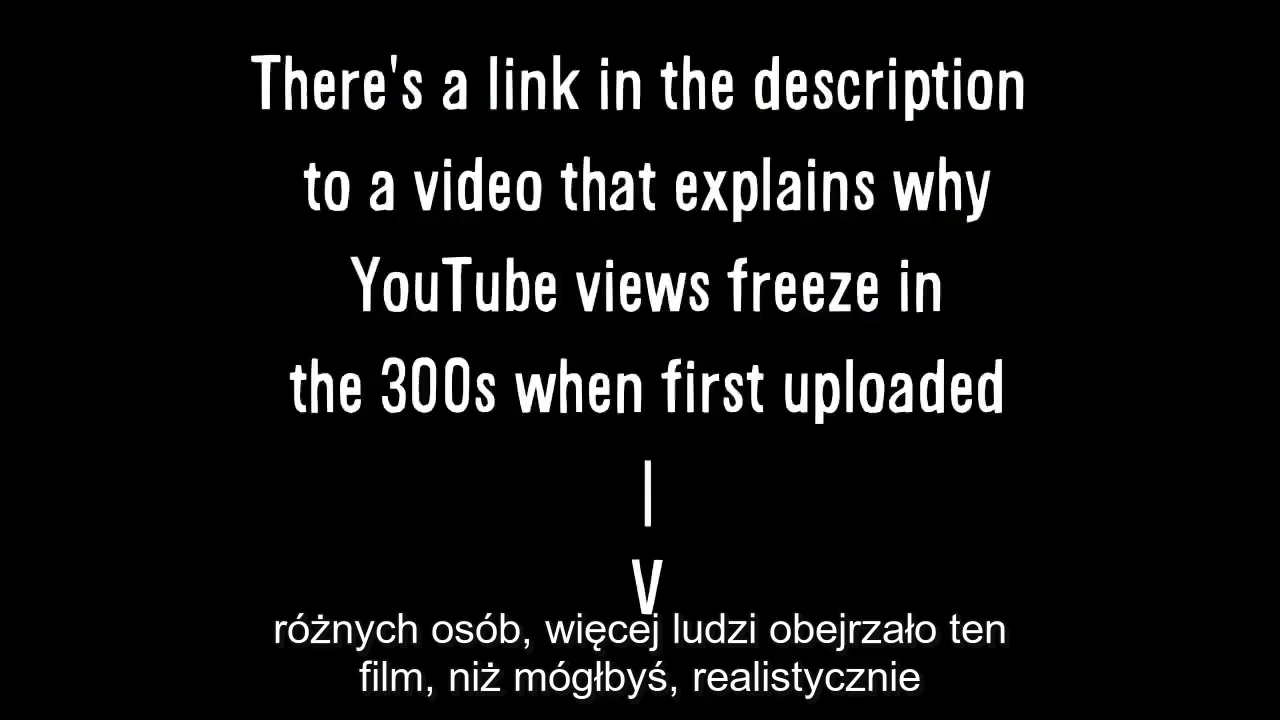 There's a link in the description
to a video that explains why
YouTube views freeze in
the 300s when first uploaded
|
V
różnych osób, więcej ludzi obejrzało ten
film, niż mógłbyś, realistycznie